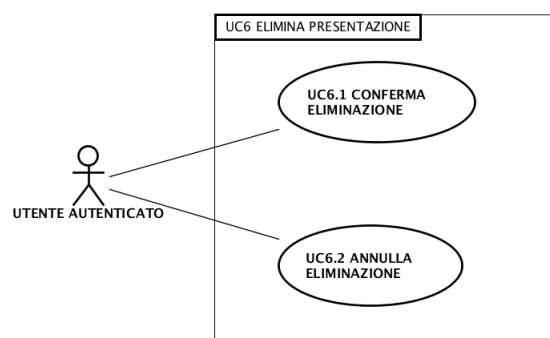 UC6 ELIMINA PRESENTAZIONE
UC6.1 CONFERMA
ELIMINAZIONE
UTENTE AUTENTICATO
UC6.2 ANNULLA
ELIMINAZIONE